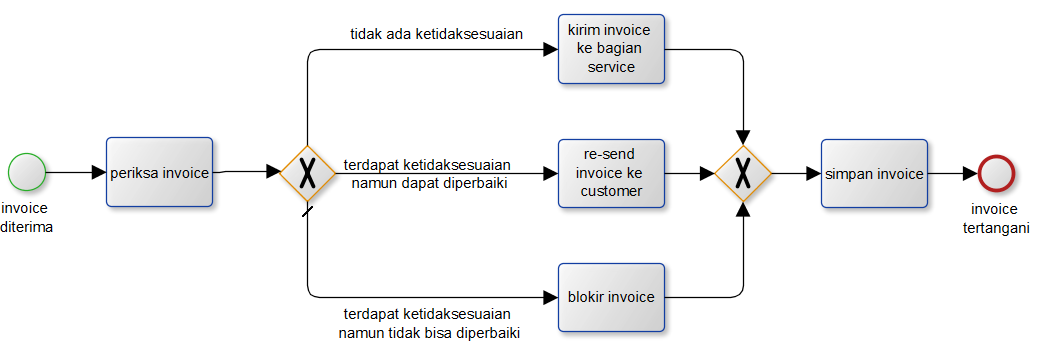 invoice
diterima
periksa invoice
tidak ada ketidaksesuaian
terdapat ketidaksesuaian
namun dapat diperbaiki
terdapat ketidaksesuaian
namun tidak bisa diperbaiki
kirim invoice
ke bagian
service
re-send
invoice ke
customer
blokir invoice
simpan invoice
invoice
tertangani